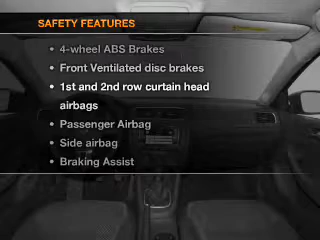 SAFETY FEATURES
• 4-wheel ABS Brakes
• Front Ventilated disc brakes
• 1st and 2nd row curtain head
airbags
• Passenger Airbag
• Side airbag
• Braking Assist